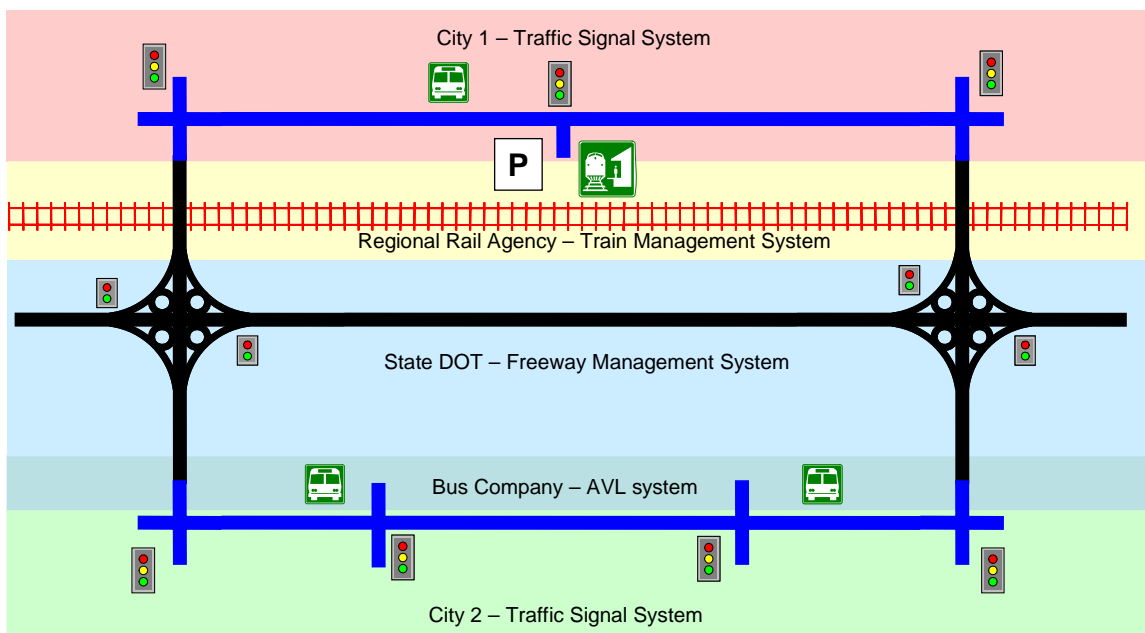 City 1 – Traffic Signal System
P
Regional Rail Agency – Train Management System
State DOT – Freeway Management System
Bus Company – AVL system
City 2 – Traffic Signal System